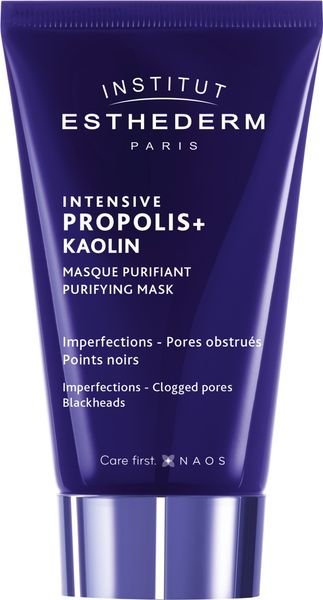 INSTITUT
ESTHEDERM
PARIS
INTENSIVE
PROPOLIS+
KAOLIN
MASQUE PURIFIANT
PURIFYING MASK
Imperfections - Pores obstrués
Points noirs
Imperfections - Clogged pores
Blackheads
Care first. NAOS